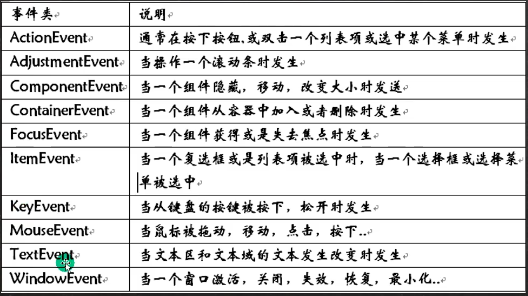 事件类 说明
ActionEvent 通常在按下按钮,或双击一个列表项或选中某个菜单时发生
AdjustmentEvent 当操作一个滚动条时发生
ComponentEvent 当一个组件隐藏，移动，改变大小时发送
ContainerEvent 当一个组件从容器中加入或者删除时发生
FocusEvent 当一个组件获得或是失去焦点时发生
ItemEvent 当一个复选框或是列表项被选中时，当一个选择框或选择菜
单被选中
KeyEvent 当从键盘的按键被按下，松开时发生
MouseEvent 当鼠标被拖动，移动，点击，按下..
TextEvent 当文本区和文本域的文本发生改变时发生
WindowEvent 当一个窗口激活，关闭，失效，恢复，最小化..